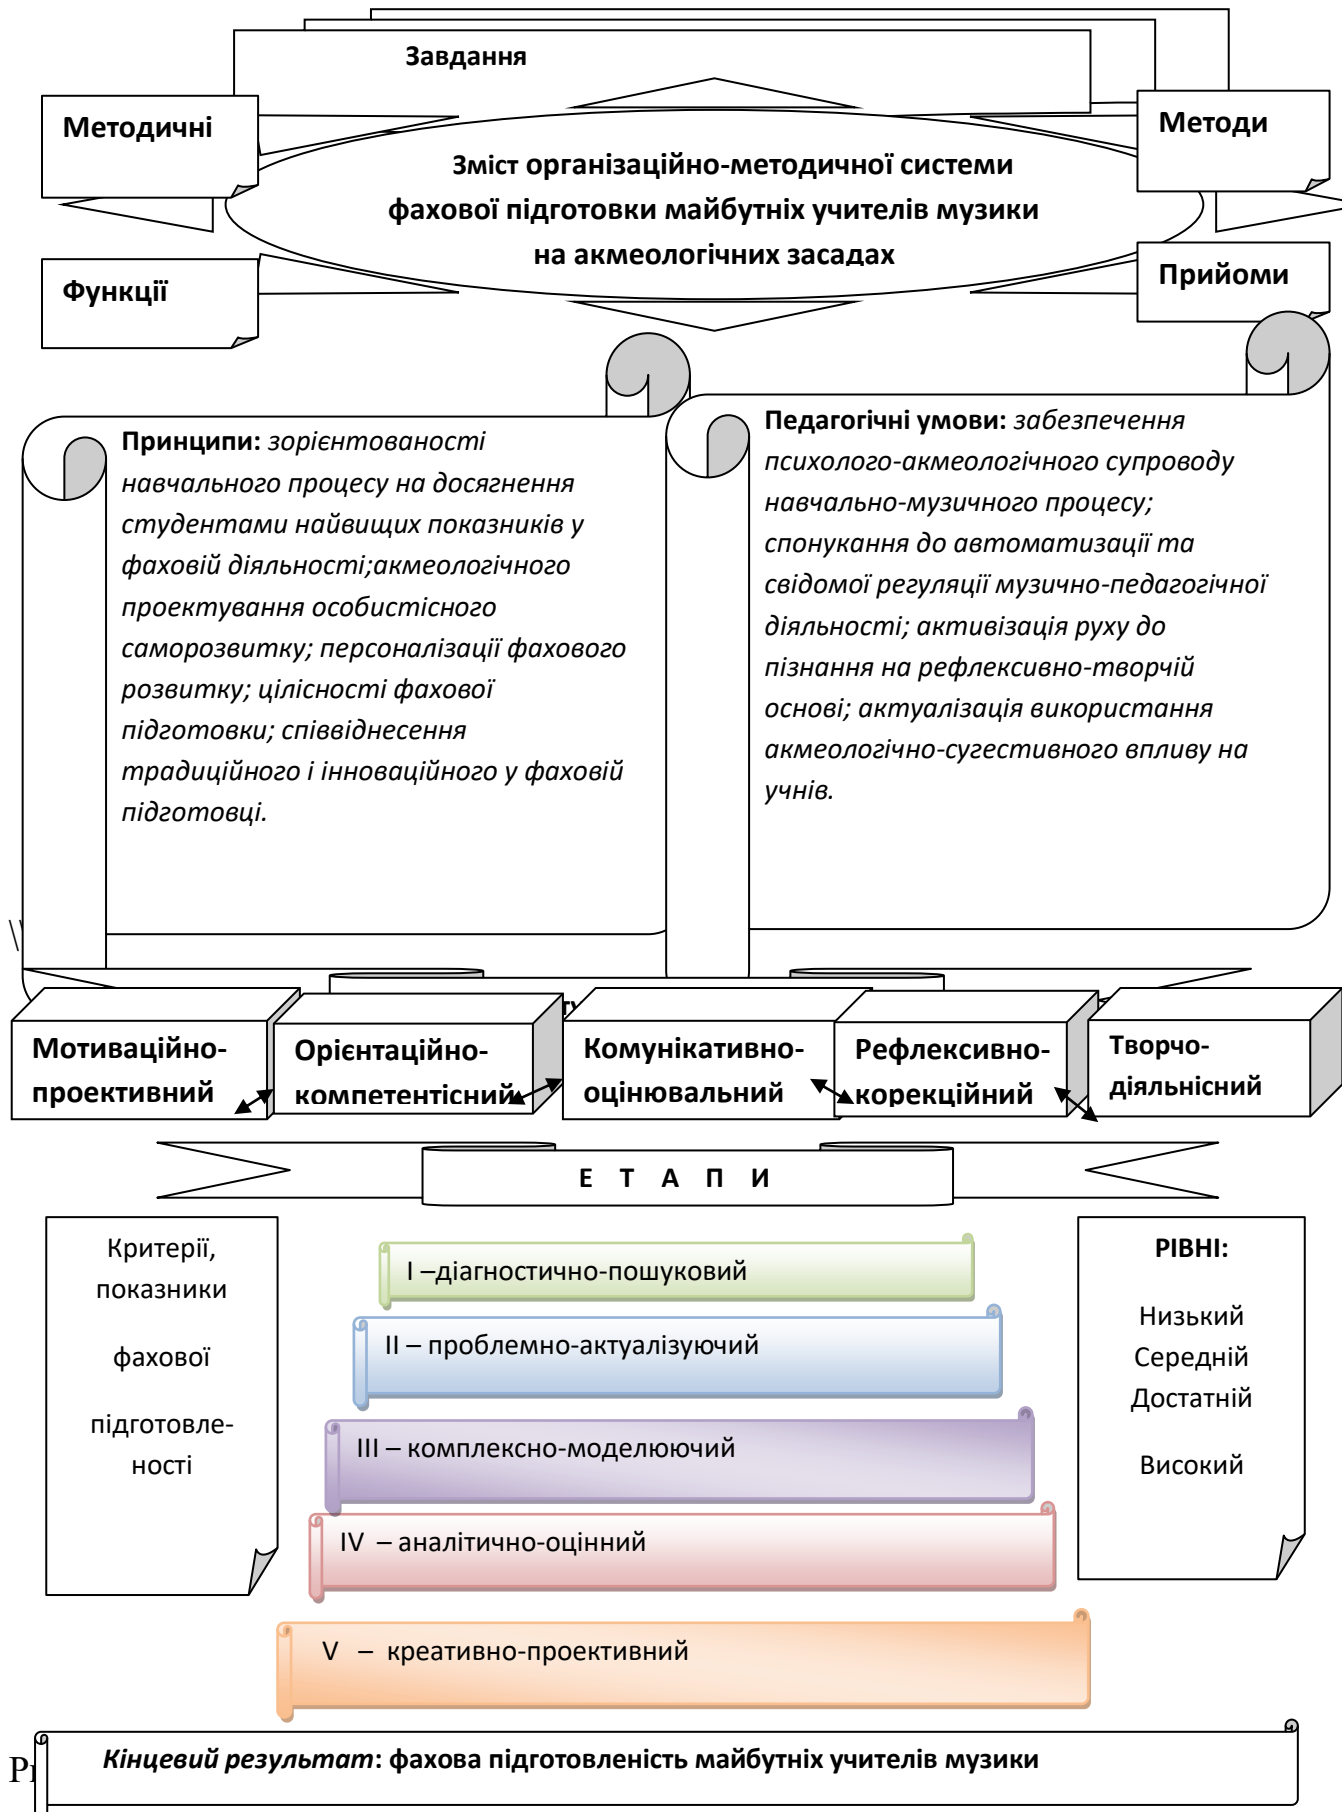 Завдання
Методичні
Методи
Зміст організаційно-методичної системи
фахової підготовки майбутніх учителів музики
на акмеологічних засадах
Функції
Прийоми
Принципи: зорієнтованості
навчального процесу на досягнення
студентами найвищих показників у
фаховій діяльності;акмеологічного
проектування особистісного
саморозвитку; персоналізації фахового
розвитку; цілісності фахової
підготовки; співвіднесення
традиційного і інноваційного у фаховій
підготовці.
Педагогічні умови: забезпечення
психолого-акмеологічного супроводу
навчально-музичного процесу;
спонукання до автоматизації та
свідомої регуляції музично-педагогічної
діяльності; активізація руху до
пізнання на рефлексивно-творчій
основі; актуалізація використання
акмеологічно-сугестивного впливу на
учнів.
\\
Мотиваційно-
проективний
Орієнтаційно-
компетентісний
Комунікативно-
оцінювальний
Рефлексивно-
корекційний
Творчо-
діяльнісний
Е Т А П И
Критерії,
показники
фахової
підготовле-
ності
І –діагностично-пошуковий
ІІ – проблемно-актуалізуючий
ІІІ – комплексно-моделюючий
IV – аналітично-оцінний
V – креативно-проективний
РІВНІ:
Низький
Середній
Достатній
Високий
Кінцевий результат: фахова підготовленість майбутніх учителів музики